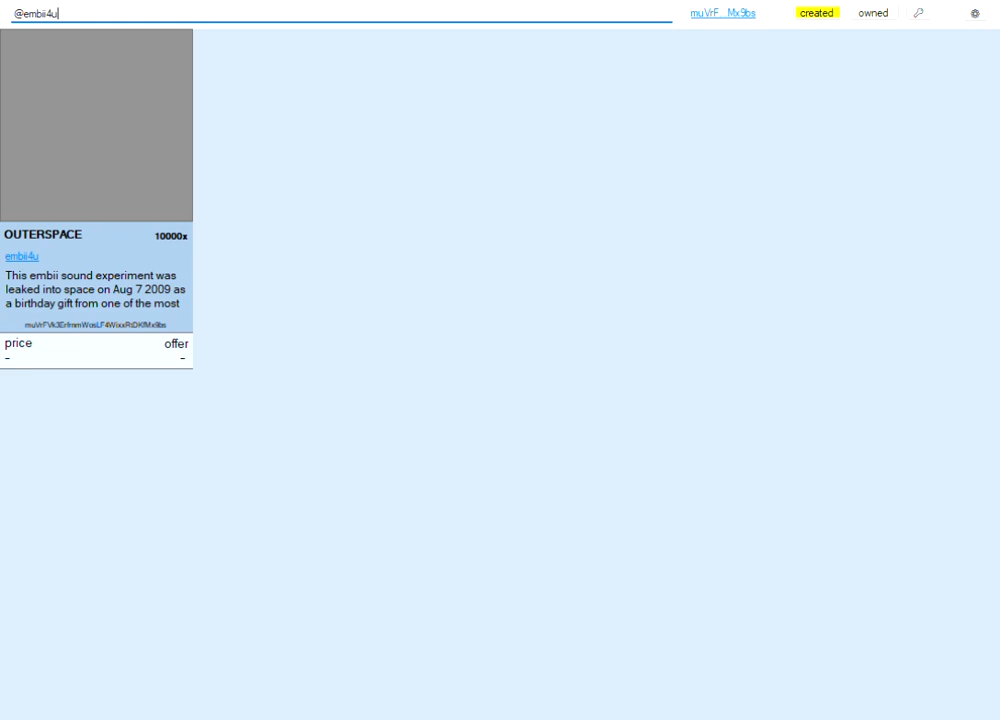 @embii4u
muVrF...Mx9bs
created
owned
OUTERSPACE
10000x
embii4u
This embii sound experiment was
leaked into space on Aug 7 2009 as
a birthday gift from one of the most
price
offer
-
-